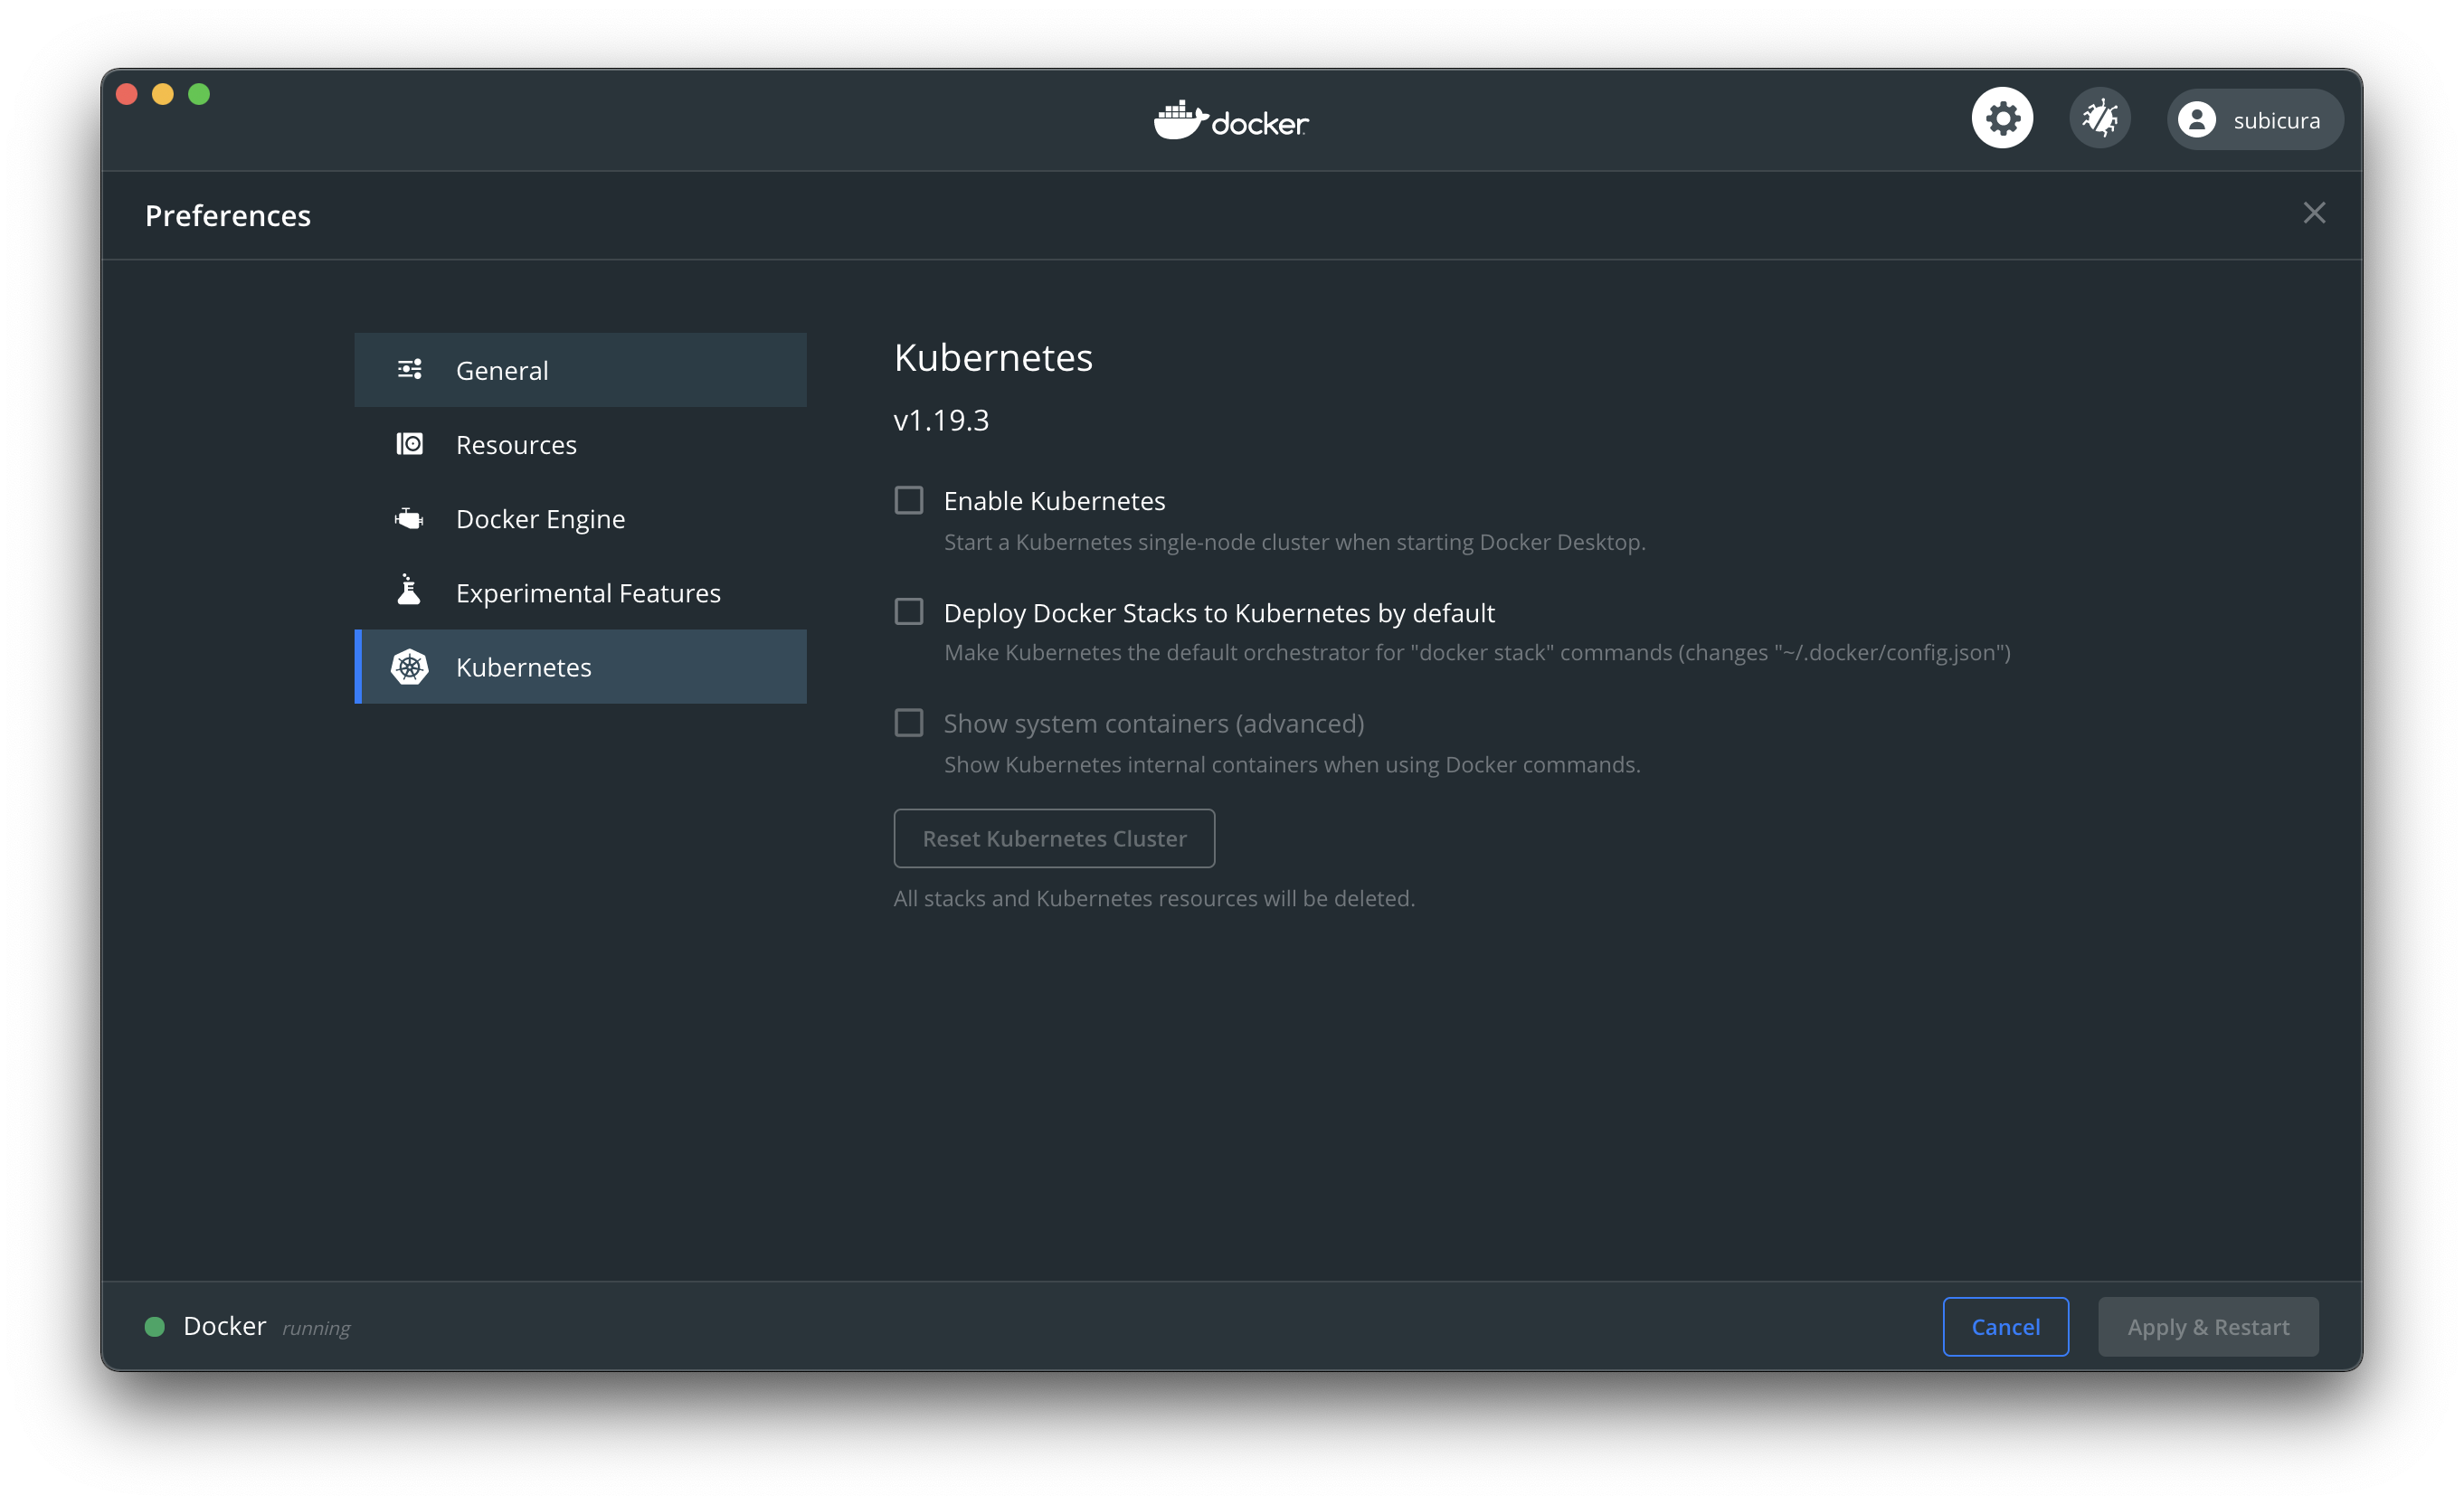 docker
subicura
Preferences
General
Resources
Docker Engine
Experimental Features
Kubernetes
Kubernetes
v1.19.3
Enable Kubernetes
Start a Kubernetes single-node cluster when starting Docker Desktop.
Deploy Docker Stacks to Kubernetes by default
Make Kubernetes the default orchestrator for "docker stack" commands (changes "~/.docker/config.json")
Show system containers (advanced)
Show Kubernetes internal containers when using Docker commands.
Reset Kubernetes Cluster
All stacks and Kubernetes resources will be deleted.
Docker running
Cancel
Apply & Restart